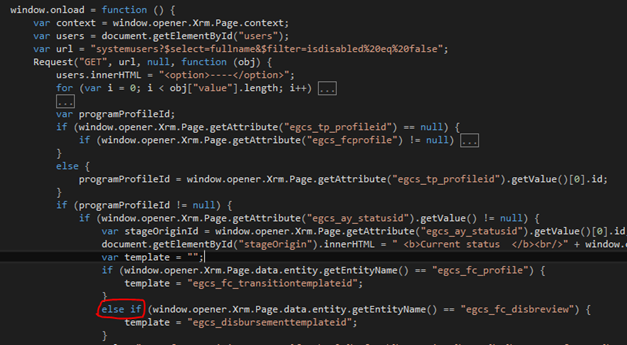 window.onload = function () {
var context = window.opener.Xrm.Page.context;
var users = document.getElementById("users");
var url = "systemusers?$select=fullname&$filter=isdisabled%20eq%20false";
Request("GET", url, null, function (obj) {
users.innerHTML = "<option>----</option>";
for (var i = 0; i < obj["value"].length; i++) ...
...
var programProfileId;
if (window.opener.Xrm.Page.getAttribute("egcs_tp_profileid") == null) {
if (window.opener.Xrm.Page.getAttribute("egcs_fcprofile") != null) ...
}
else {
programProfileId = window.opener.Xrm.Page.getAttribute("egcs_tp_profileid").getValue()[0].id;
}
if (programProfileId != null) {
if (window.opener.Xrm.Page.getAttribute("egcs_ay_statusid").getValue() != null) {
var stageOriginId = window.opener.Xrm.Page.getAttribute("egcs_ay_statusid").getValue()[0].id
document.getElementById("stageOrigin").innerHTML = " <b>Current status  </b><br/>" + window.o
var template = "";
if (window.opener.Xrm.Page.data.entity.getEntityName() == "egcs_fc_profile") {
template = "egcs_fc_transitiontemplateid";
}
else if (window.opener.Xrm.Page.data.entity.getEntityName() == "egcs_fc_disbreview") {
template = "egcs_disbursementtemplateid";
}